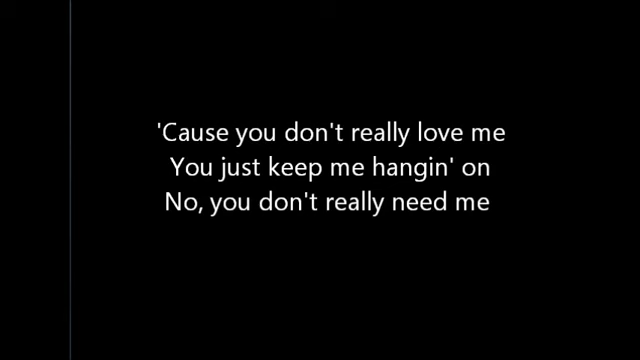 'Cause you don't really love me
You just keep me hangin' on
No, you don't really need me